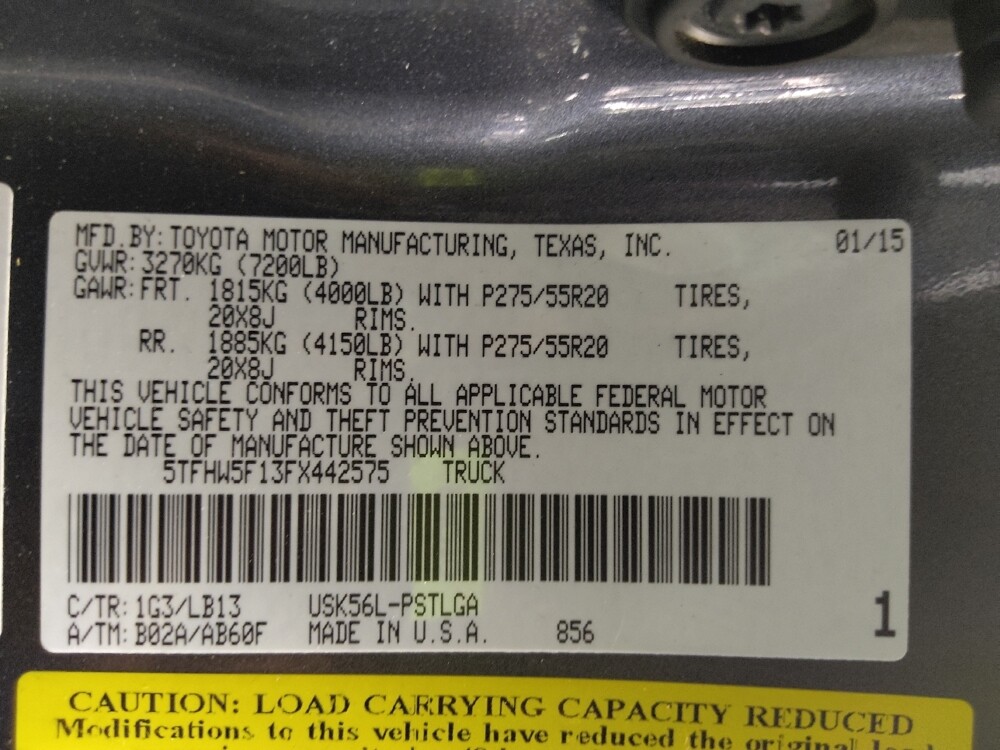 MFD.BY: TOYOTA MOTOR MANUFACTURING, TEXAS, INC. 01/15
GVWR: 3270KG (7200LB)
GAWR: FRT. 1815KG (4000LB) WITH P275/55R20 TIRES,
20X8J RIMS.
RR. 1885KG (4150LB) WITH P275/55R20 TIRES,
20X8J RIMS.
THIS VEHICLE CONFORMS TO ALL APPLICABLE FEDERAL MOTOR
VEHICLE SAFETY AND THEFT PREVENTION STANDARDS IN EFFECT ON
THE DATE OF MANUFACTURE SHOWN ABOVE.
5TFHW5F13FX442575 TRUCK
C/TR: 1G3/LB13 USK56L-PSTLGA
A/TM: B02A/AB60F MADE IN U.S.A. 856 1
CAUTION: LOAD CARRYING CAPACITY REDUCED
Modifications to this vehicle have reduced the original